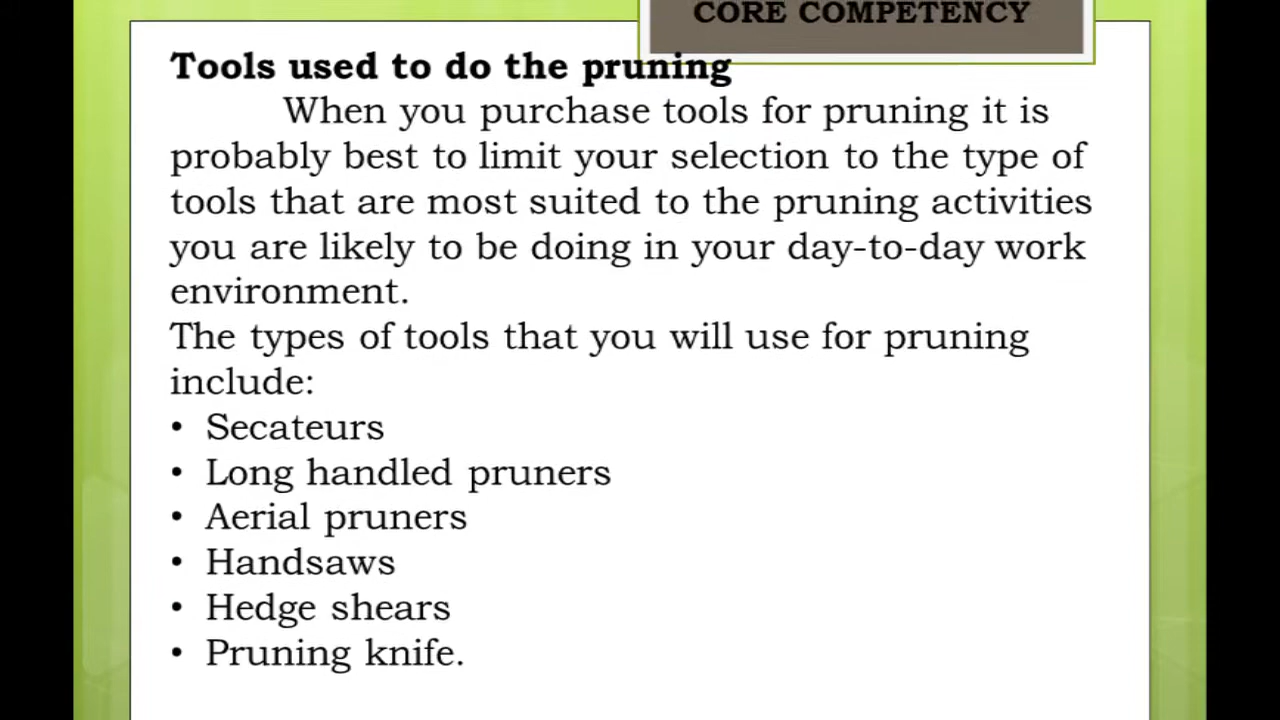 CORE COMPETENCY
Tools used to do the pruning
When you purchase tools for pruning it is
probably best to limit your selection to the type of
tools that are most suited to the pruning activities
you are likely to be doing in your day-to-day work
environment.
The types of tools that you will use for pruning
include:
• Secateurs
• Long handled pruners
• Aerial pruners
• Handsaws
• Hedge shears
• Pruning knife.